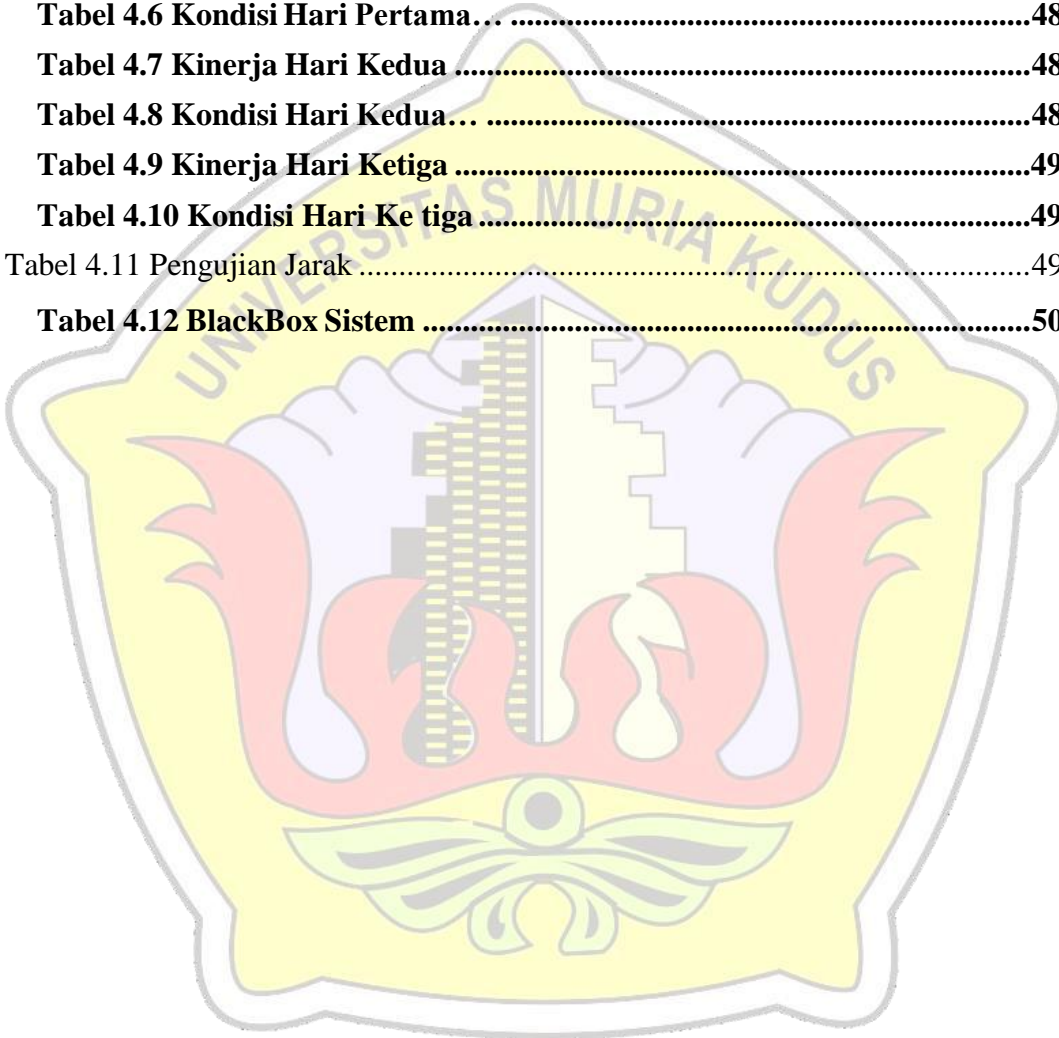 Tabel 4.6 Kondisi Hari Pertama… ..............................................................................48
Tabel 4.7 Kinerja Hari Kedua ..................................................................................48
Tabel 4.8 Kondisi Hari Kedua… ..............................................................................48
Tabel 4.9 Kinerja Hari Ketiga ..................................................................................49
Tabel 4.10 Kondisi Hari Ke tiga ..............................................................................49
Tabel 4.11 Pengujian Jarak ......................................................................................49
Tabel 4.12 BlackBox Sistem ....................................................................................50
UNIVERSITAS MURIA KUDUS